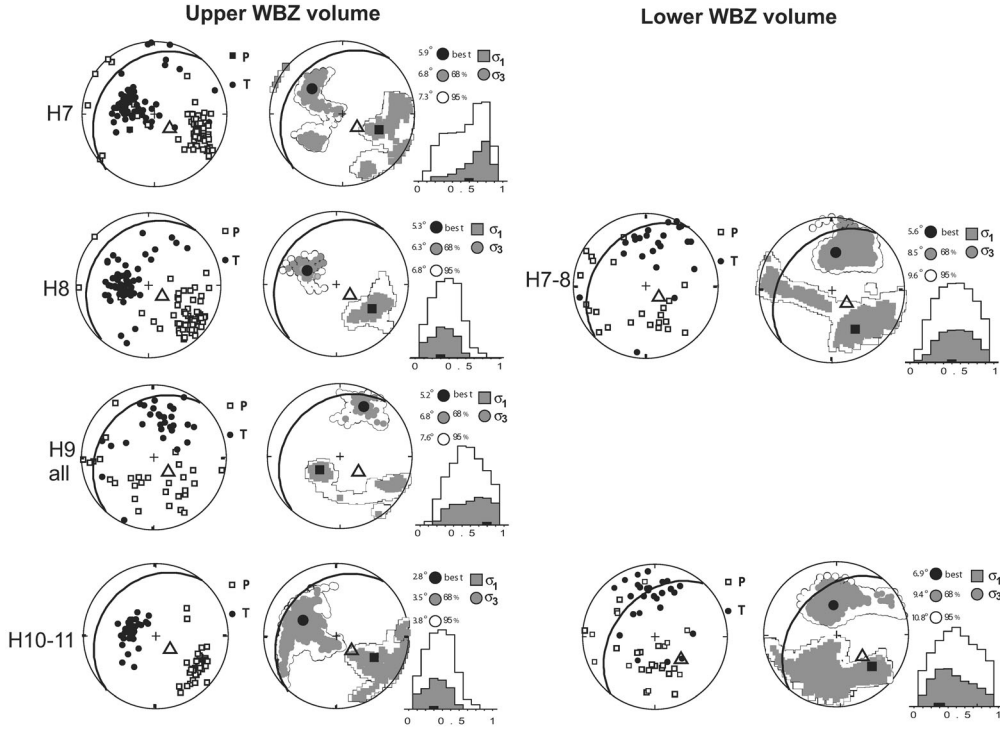 Upper WBZ volume
Lower WBZ volume
H7
P
T
5.9° best σ1
6.8° 68 % σ3
7.3° 95 %
0 0.5 1
H8
P
T
5.3° best σ1
6.3° 68 % σ3
6.8° 95 %
0 0.5 1
H7-8
P
T
5.6° best σ1
8.5° 68 % σ3
9.6° 95 %
0 0.5 1
H9
all
P
T
5.2° best σ1
6.8° 68 % σ3
7.6° 95 %
0 0.5 1
H10-11
P
T
2.8° best σ1
3.5° 68 % σ3
3.8° 95 %
0 0.5 1
P
T
6.9° best σ1
9.4° 68 % σ3
10.8° 95 %
0 0.5 1